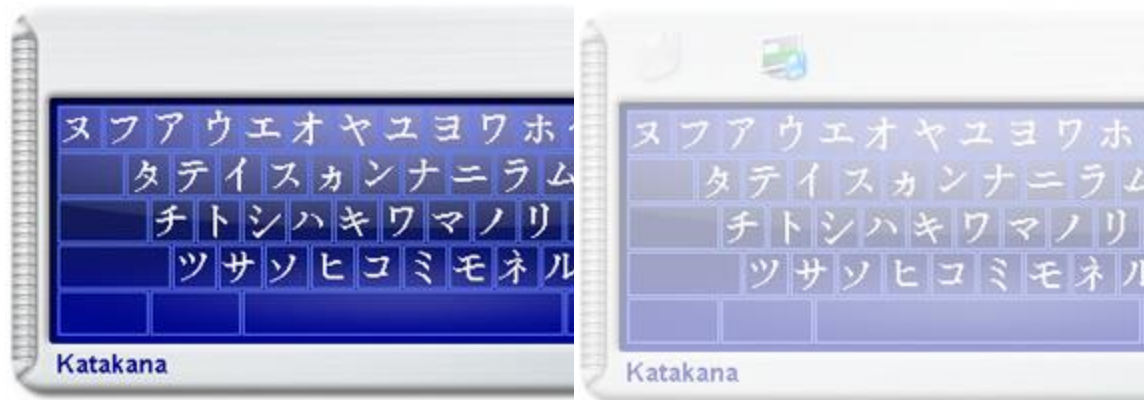 ヌフアウエオヤユヨワホ
タテイスカンナニラム
チトシハキワマノリ
ツサソヒコミモネル
Katakana
ヌフアウエオヤユヨワホ
タテイスカンナニラム
チトシハキワマノリ
ツサソヒコミモネル
Katakana